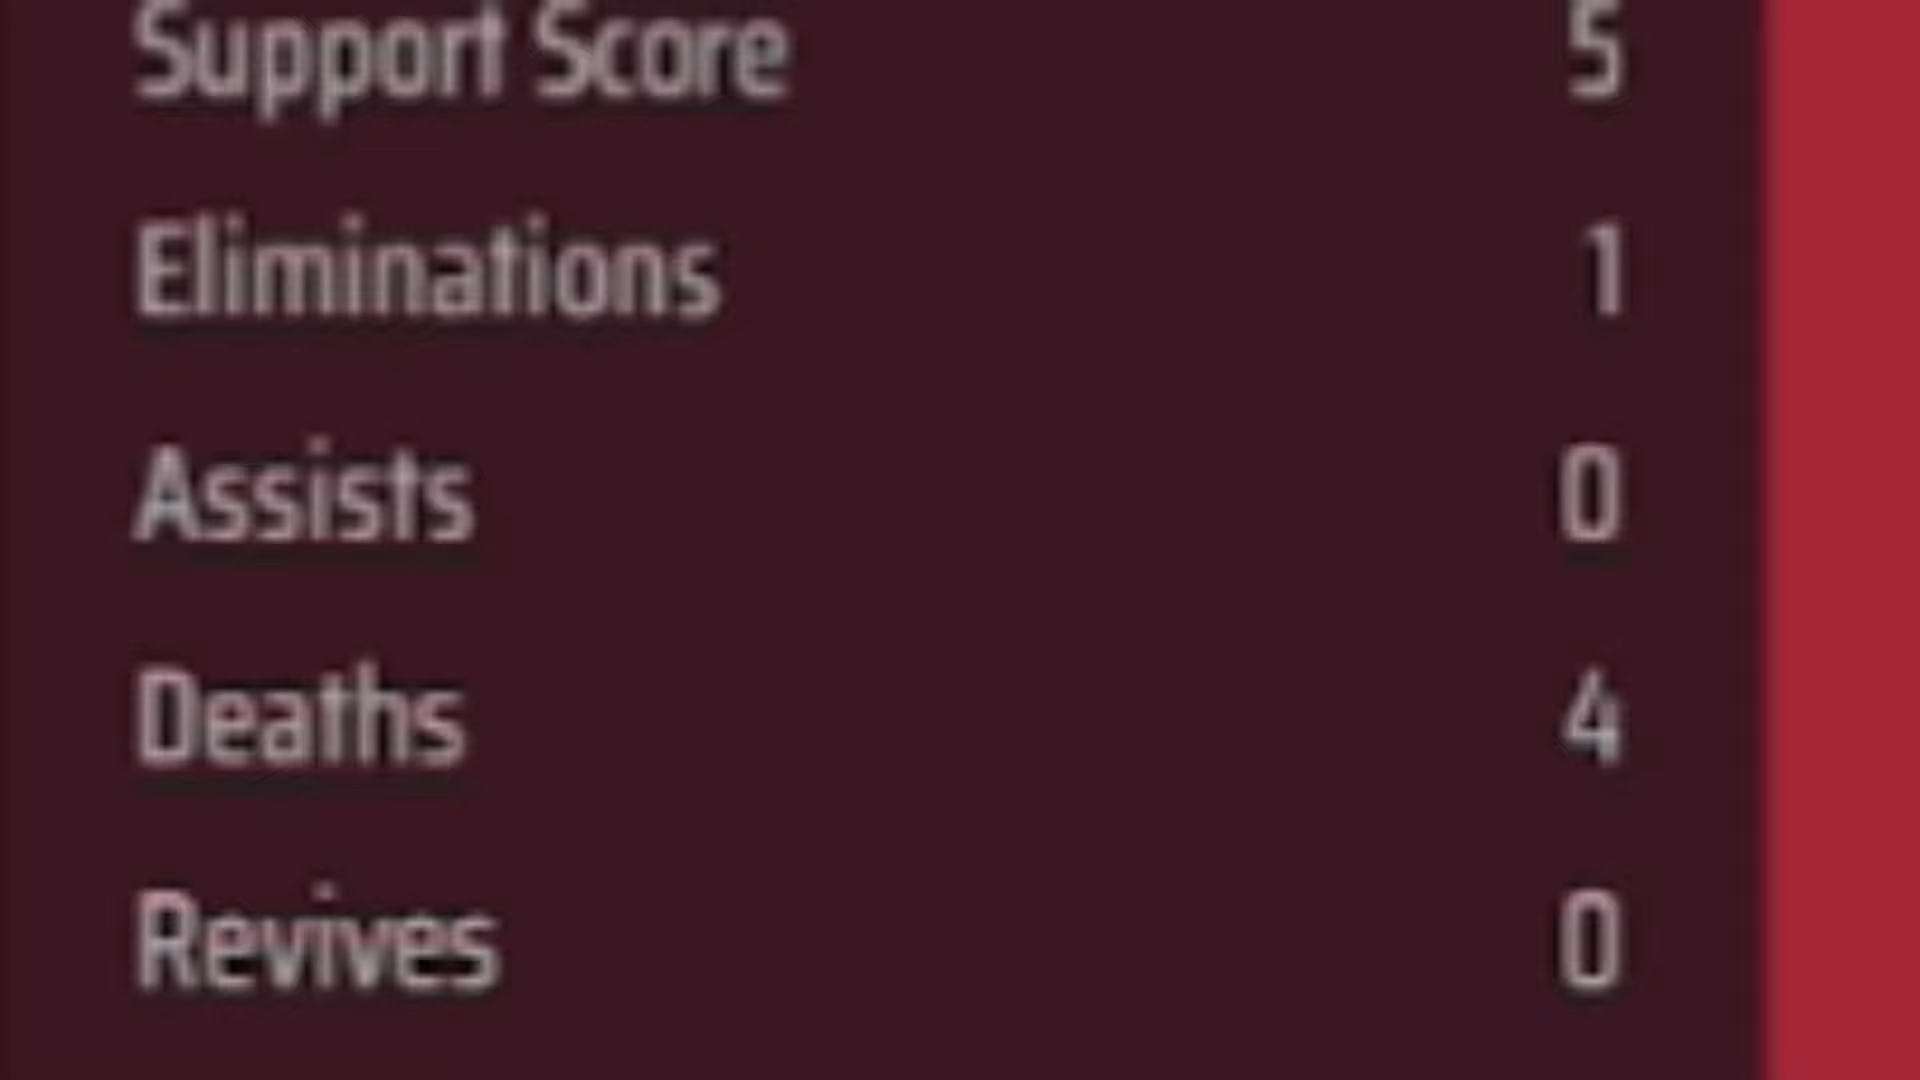 Support Score 5
Eliminations 1
Assists 0
Deaths 4
Revives 0